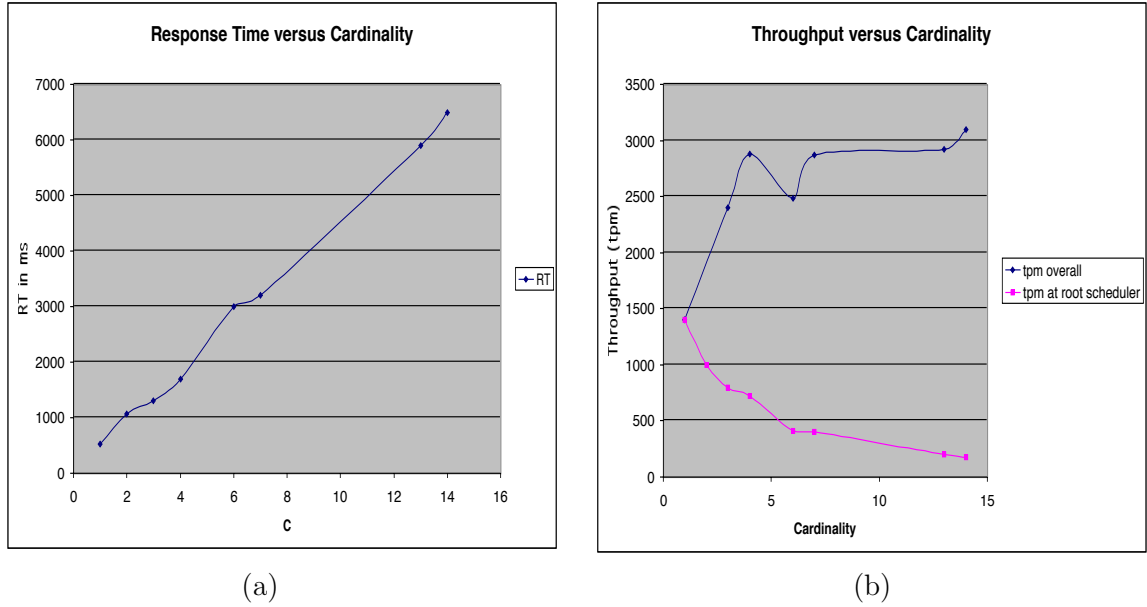 Response Time versus Cardinality
7000
6000
5000
4000
3000
2000
1000
0
RT in ms
0 2 4 6 8 10 12 14 16
C
RT
(a)
Throughput versus Cardinality
3500
3000
2500
2000
1500
1000
500
0
Throughput (tpm)
0 5 10 15
Cardinality
tpm overall
tpm at root scheduler
(b)